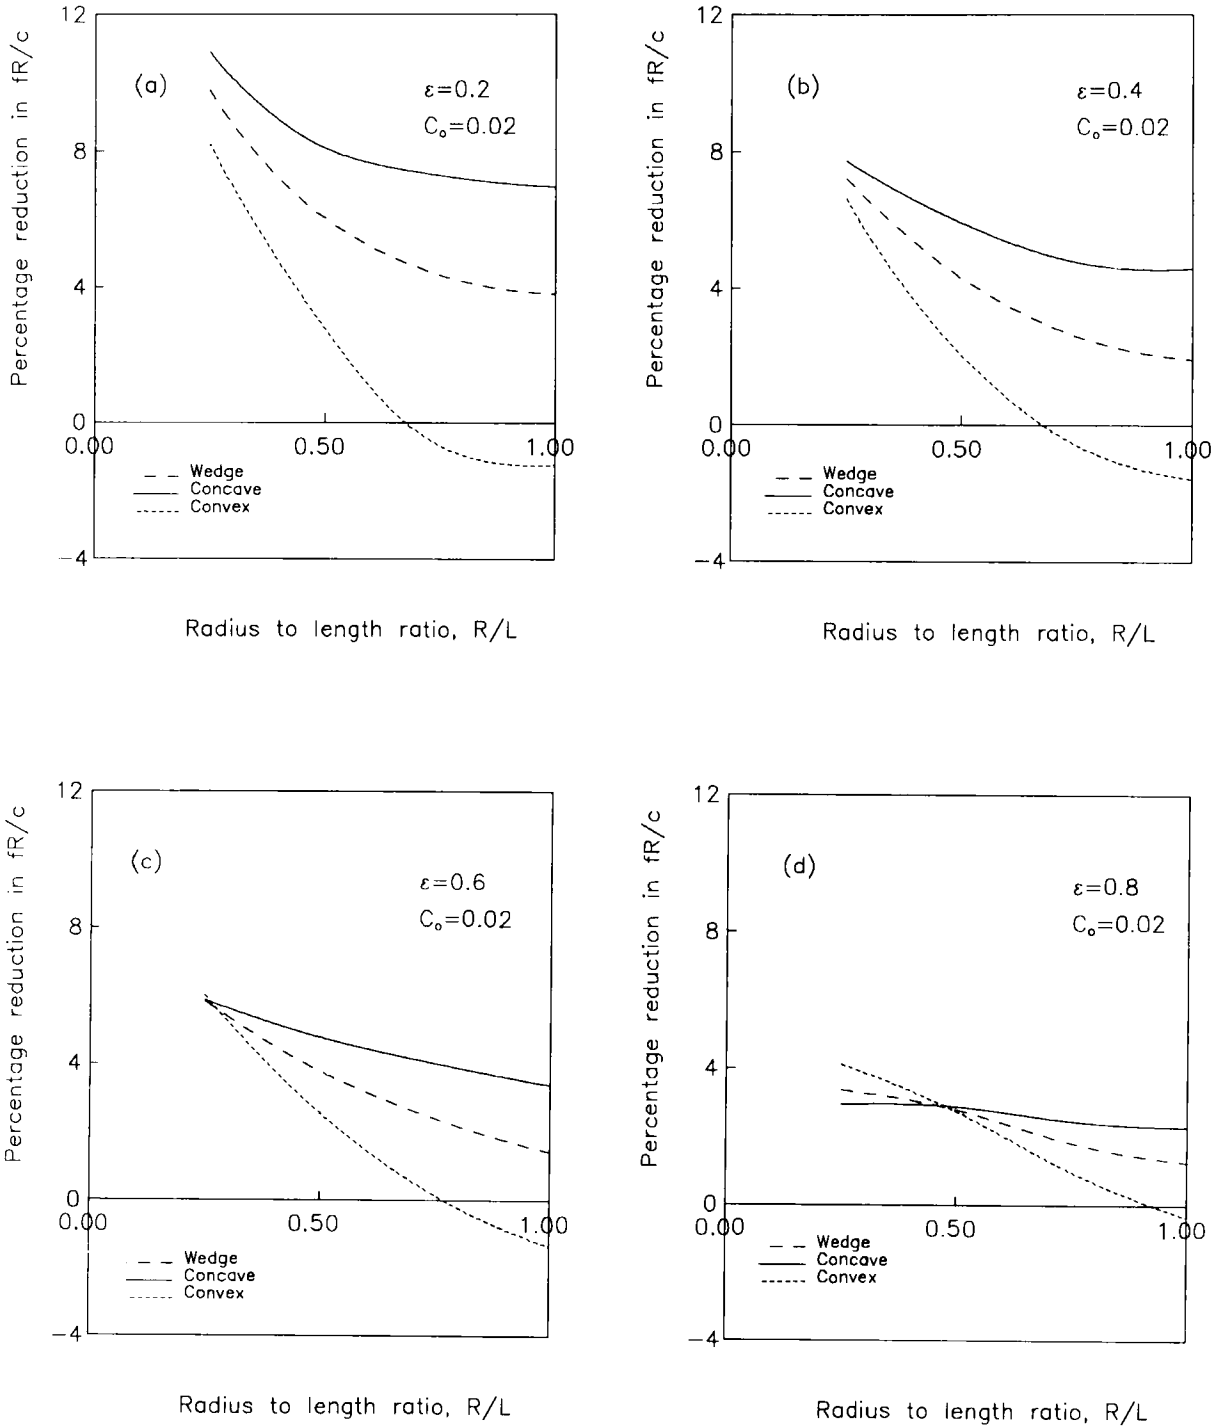 Percentage reduction in fR/c
12
8
4
0
−4
(a)
ε=0.2
C₀=0.02
0.00
0.50
1.00
Wedge
Concave
Convex
Radius to length ratio, R/L
Percentage reduction in fR/c
12
8
4
0
−4
(b)
ε=0.4
C₀=0.02
0.00
0.50
1.00
Wedge
Concave
Convex
Radius to length ratio, R/L
Percentage reduction in fR/c
12
8
4
0
−4
(c)
ε=0.6
C₀=0.02
0.00
0.50
1.00
Wedge
Concave
Convex
Radius to length ratio, R/L
Percentage reduction in fR/c
12
8
4
0
−4
(d)
ε=0.8
C₀=0.02
0.00
0.50
1.00
Wedge
Concave
Convex
Radius to length ratio, R/L